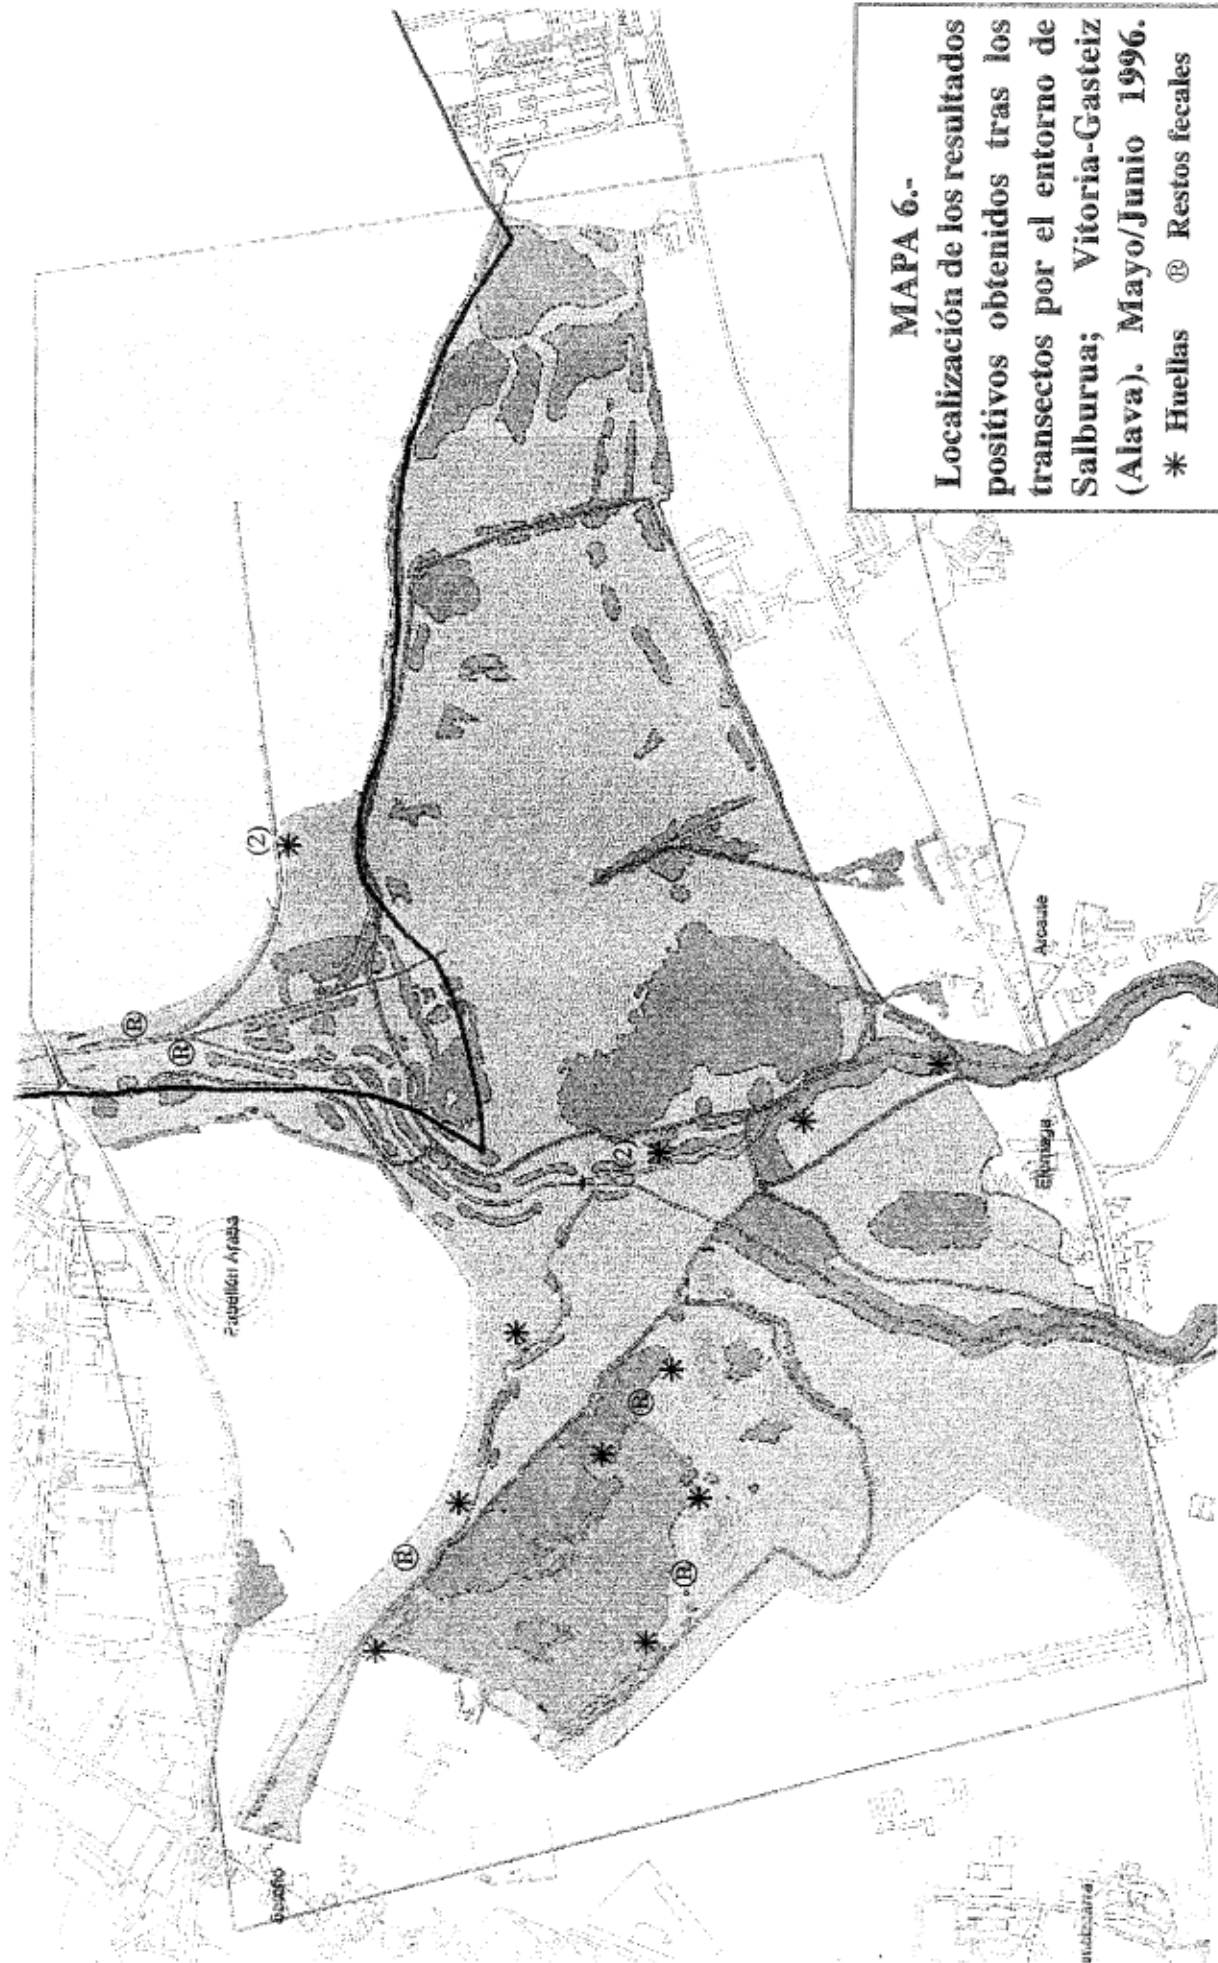 MAPA 6.-
Localización de los resultados
positivos obtenidos tras los
transectos por el entorno de
Salburua; Vitoria-Gasteiz
(Alava). Mayo/Junio 1996.
* Huellas ® Restos fecales
(2)
®
®
Pabellón Araba
(2)
®
®
®
Arcaute
Elorriaga